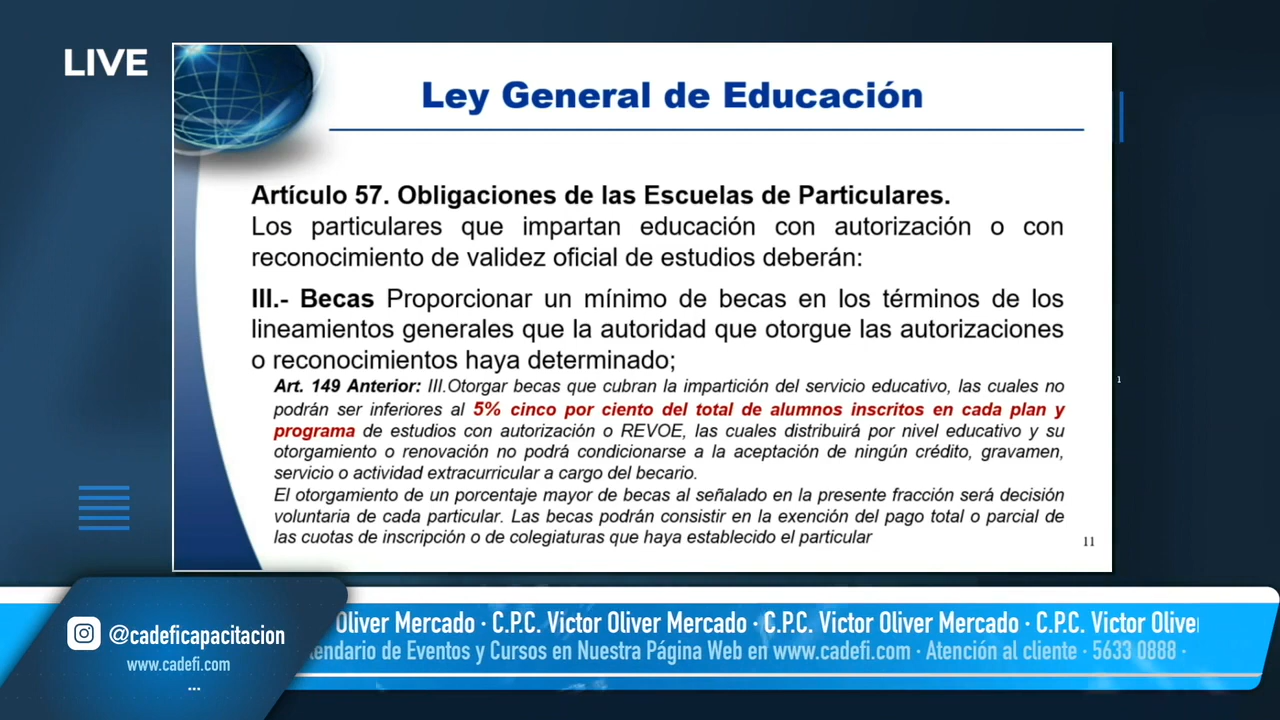 LIVE
Ley General de Educación
Artículo 57. Obligaciones de las Escuelas de Particulares.
Los particulares que impartan educación con autorización o con
reconocimiento de validez oficial de estudios deberán:
III.- Becas Proporcionar un mínimo de becas en los términos de los
lineamientos generales que la autoridad que otorgue las autorizaciones
o reconocimientos haya determinado;
Art. 149 Anterior: III.Otorgar becas que cubran la impartición del servicio educativo, las cuales no
podrán ser inferiores al 5% cinco por ciento del total de alumnos inscritos en cada plan y
programa de estudios con autorización o REVOE, las cuales distribuirá por nivel educativo y su
otorgamiento o renovación no podrá condicionarse a la aceptación de ningún crédito, gravamen,
servicio o actividad extracurricular a cargo del becario.
El otorgamiento de un porcentaje mayor de becas al señalado en la presente fracción será decisión
voluntaria de cada particular. Las becas podrán consistir en la exención del pago total o parcial de
las cuotas de inscripción o de colegiaturas que haya establecido el particular
11
1
@cadeficapacitacion
www.cadefi.com
...
Oliver Mercado · C.P.C. Victor Oliver Mercado · C.P.C. Victor Oliver Mercado · C.P.C. Victor Oliver
lendario de Eventos y Cursos en Nuestra Página Web en www.cadefi.com · Atención al cliente · 5633 0888 ·